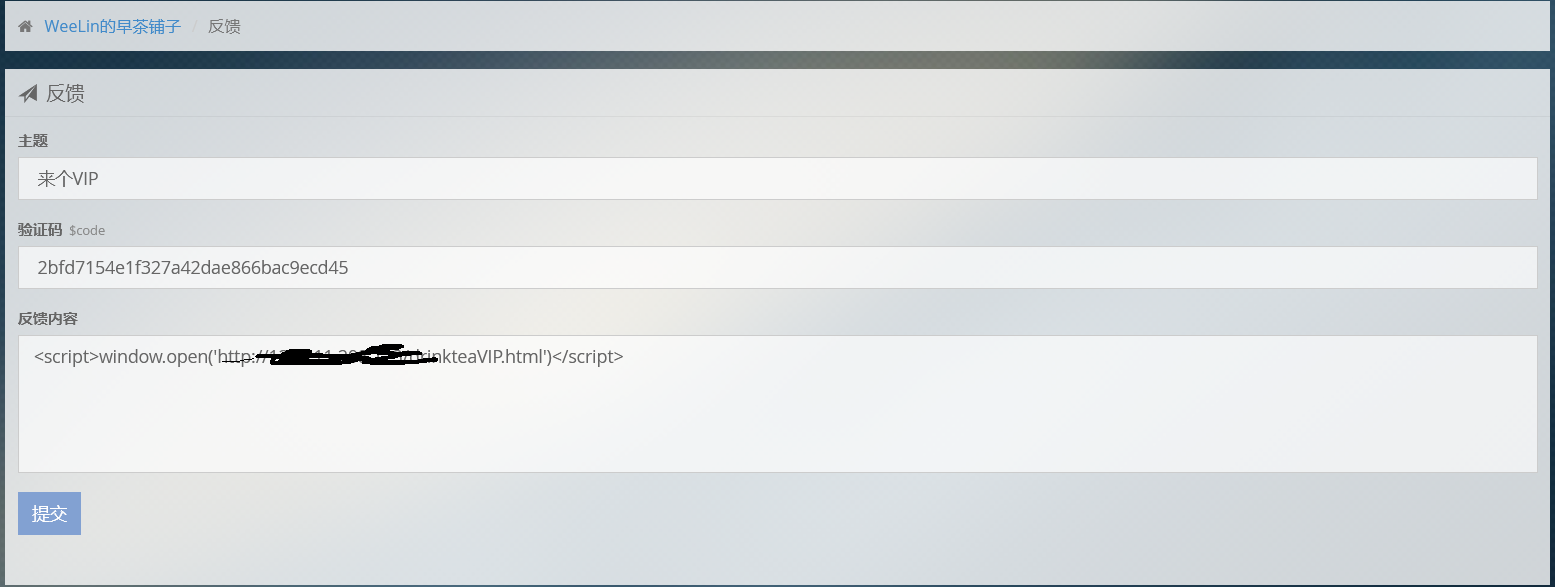 WeeLin的早茶铺子 / 反馈
反馈
主题
来个VIP
验证码 $code
2bfd7154e1f327a42dae866bac9ecd45
反馈内容
<script>window.open('http:// inkteaVIP.html')</script>
提交